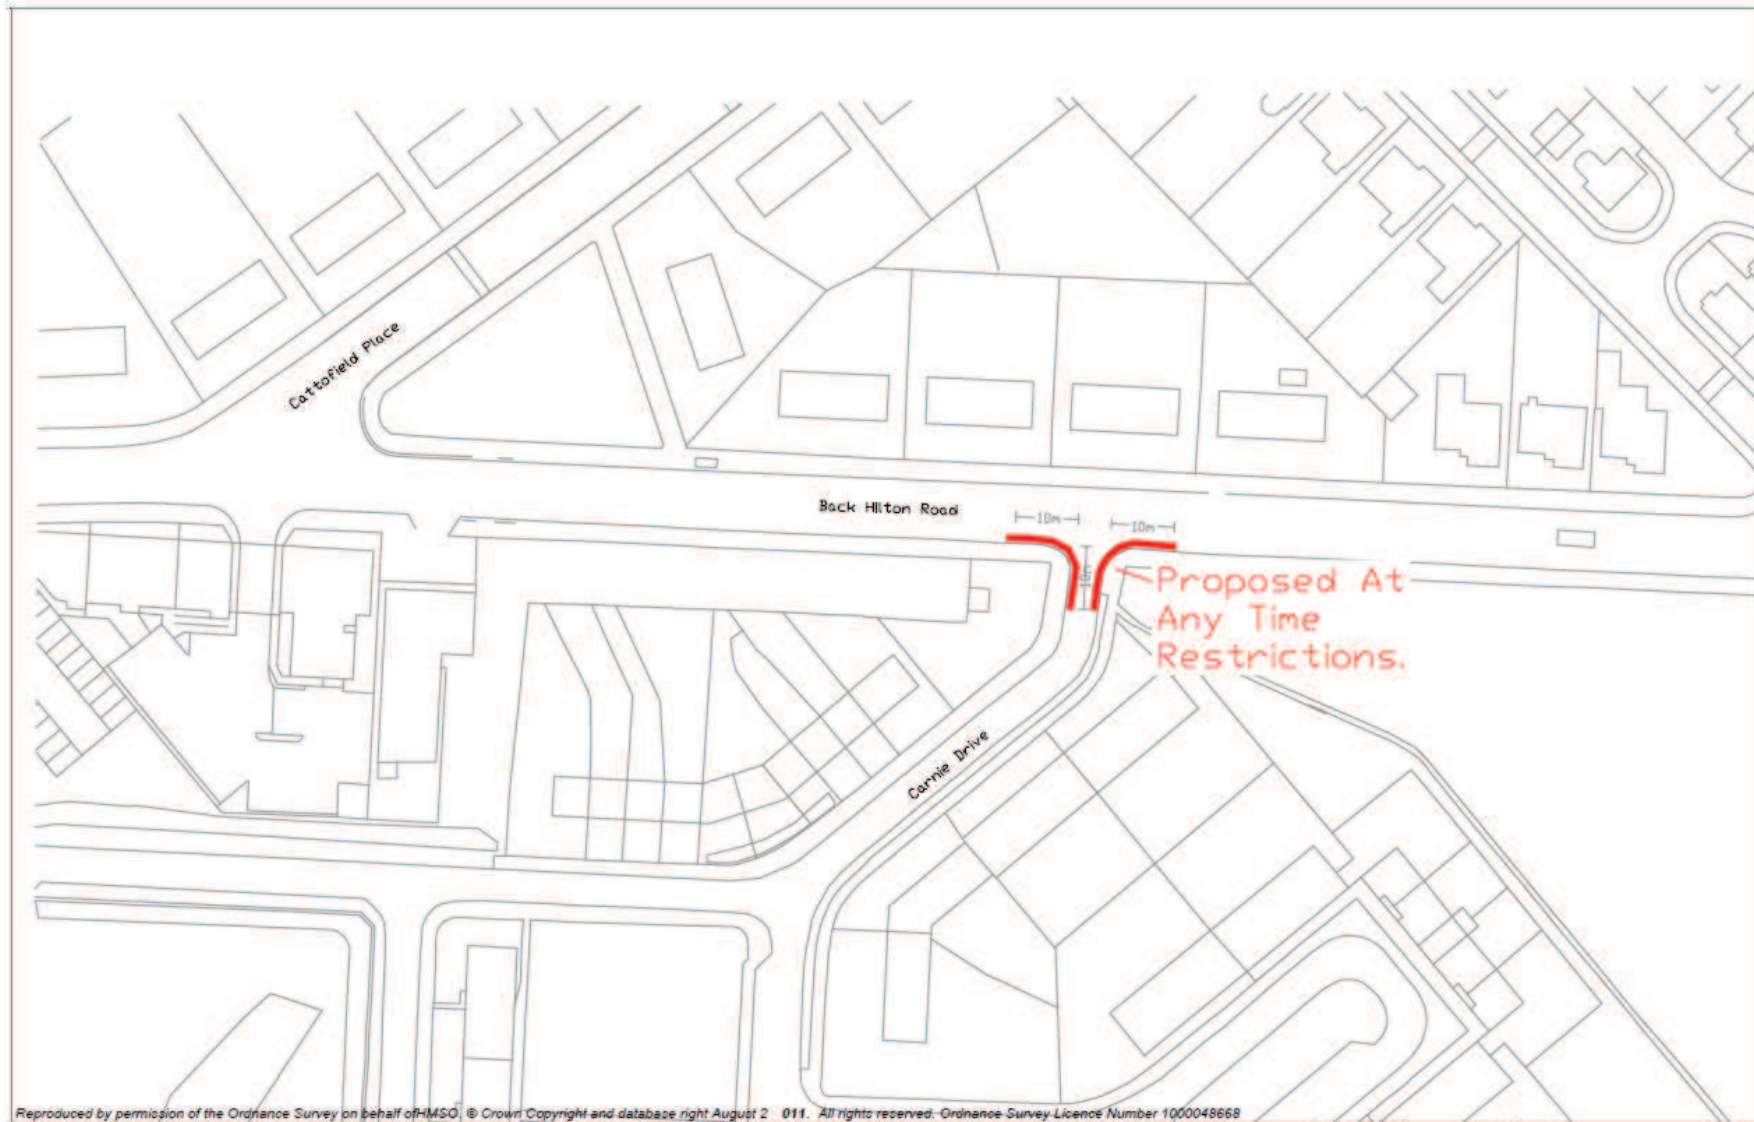 Cattofield Place
Back Hilton Road
10m
10m
10m
Proposed At
Any Time
Restrictions.
Carnie Drive
Reproduced by permission of the Ordnance Survey on behalf of HMSO. © Crown Copyright and database right August 2 011. All rights reserved. Ordnance Survey Licence Number 1000048668